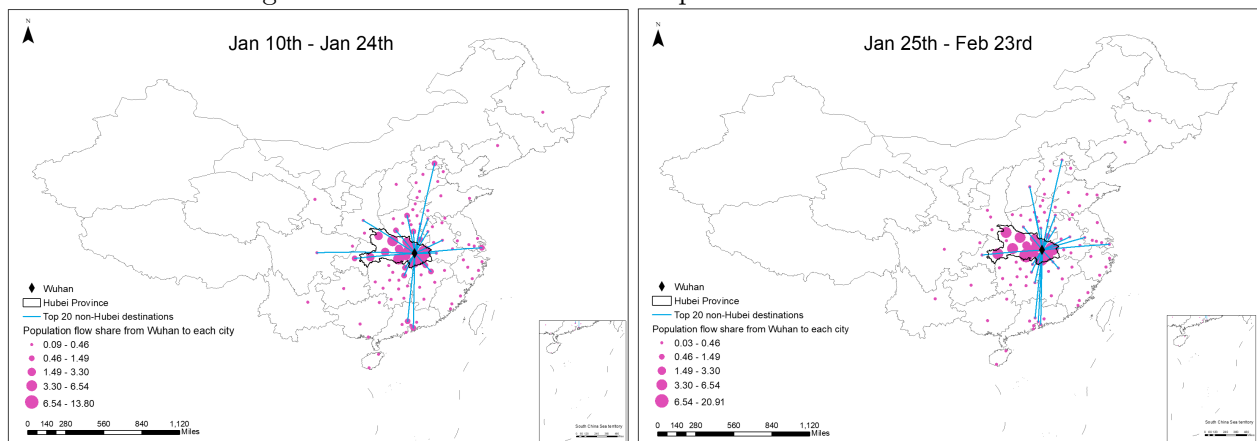 N
Jan 10th - Jan 24th
Wuhan
Hubei Province
Top 20 non-Hubei destinations
Population flow share from Wuhan to each city
0.09 - 0.46
0.46 - 1.49
1.49 - 3.30
3.30 - 6.54
6.54 - 13.80
0 140 280 560 840 1,120
Miles
South China Sea territory
N
Jan 25th - Feb 23rd
Wuhan
Hubei Province
Top 20 non-Hubei destinations
Population flow share from Wuhan to each city
0.03 - 0.46
0.46 - 1.49
1.49 - 3.30
3.30 - 6.54
6.54 - 20.91
0 140 280 560 840 1,120
Miles
South China Sea territory